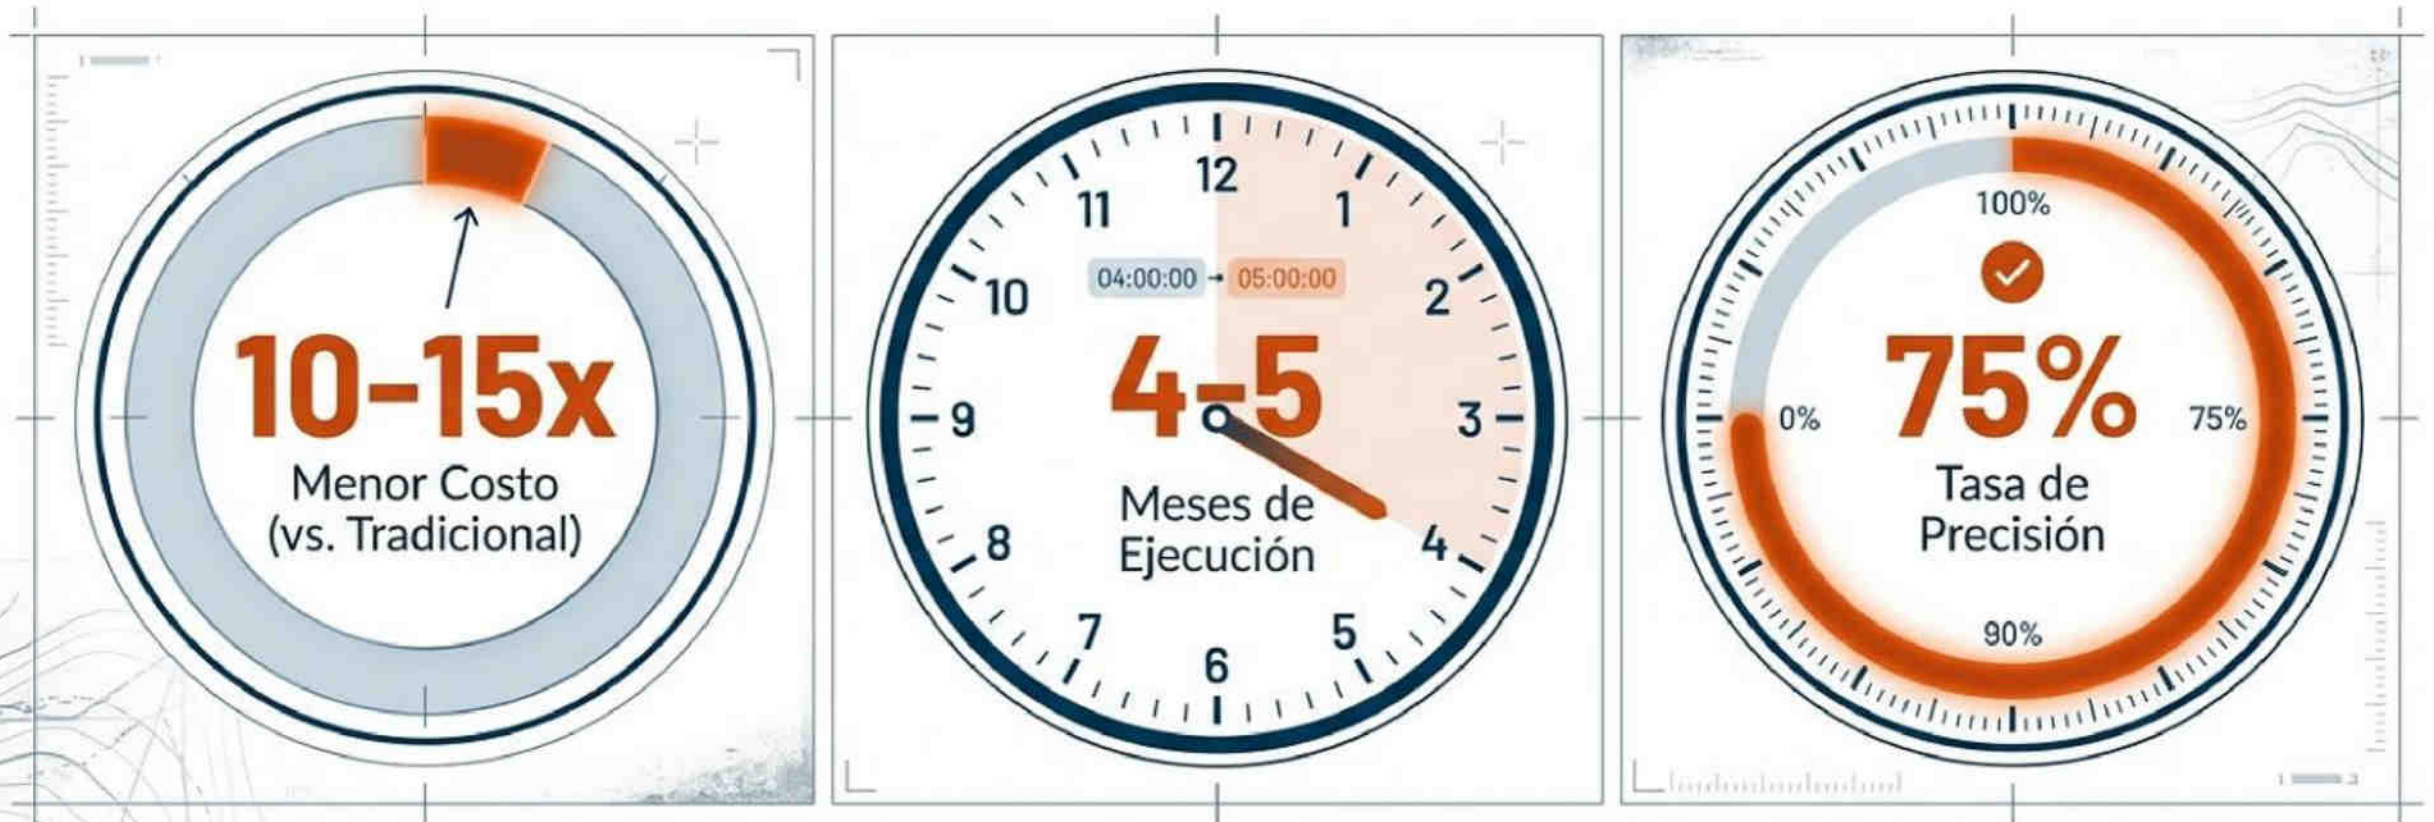 10-15x
Menor Costo
(vs. Tradicional)
12
11
1
04:00:00 → 05:00:00
10
2
4-5
9
3
Meses de
Ejecución
8
4
7
5
6
100%
75%
0%
75%
Tasa de
Precisión
90%